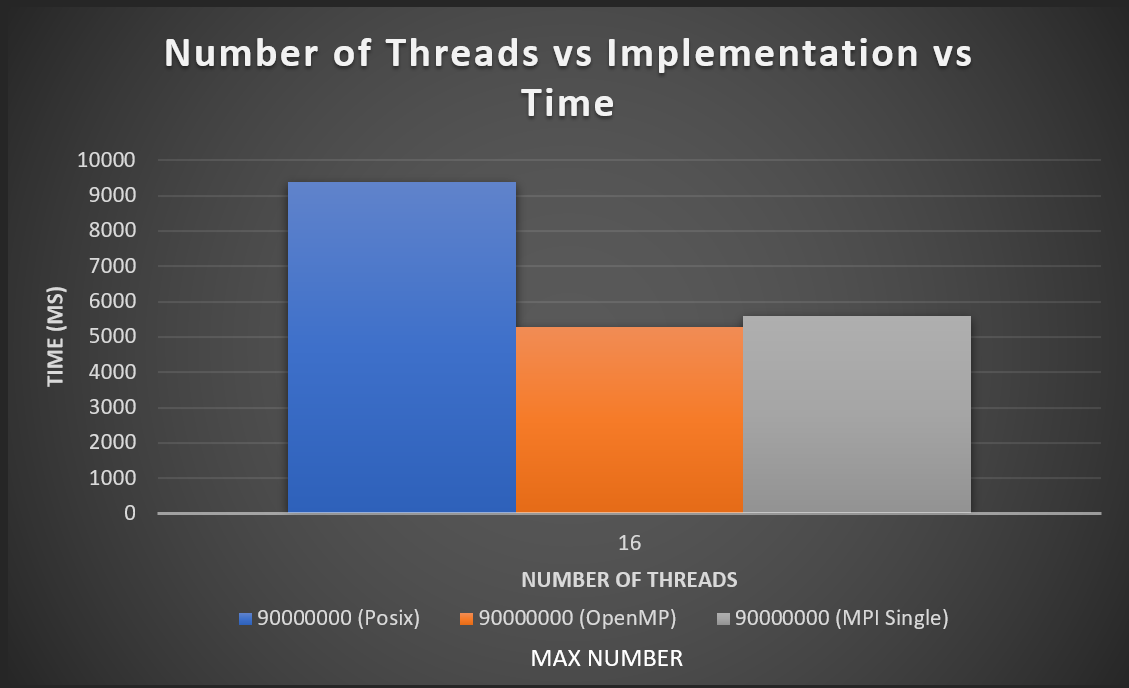 Number of Threads vs Implementation vs
Time
10000
9000
8000
7000
6000
5000
4000
3000
2000
1000
0
TIME (MS)
16
NUMBER OF THREADS
90000000 (Posix) 90000000 (OpenMP) 90000000 (MPI Single)
MAX NUMBER